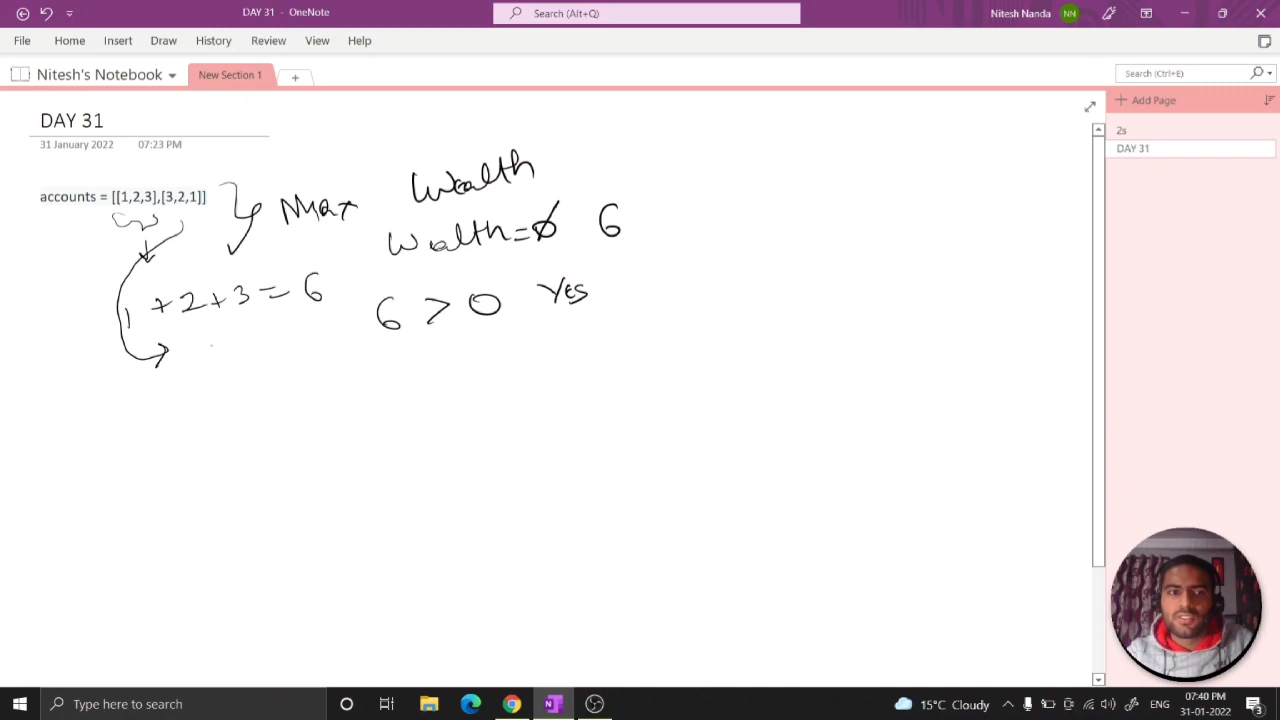 DAY 31 - OneNote
Search (Alt+Q)
Nitesh Nanda
NN
File Home Insert Draw History Review View Help
Nitesh's Notebook
New Section 1
Search (Ctrl+E)
Add Page
2s
DAY 31
DAY 31
31 January 2022 07:23 PM
accounts = [[1,2,3],[3,2,1]]
Max Wealth
Wealth=0 6
1 +2+3=6
6 > 0 YES
Type here to search
15°C Cloudy
ENG
07:40 PM
31-01-2022
3